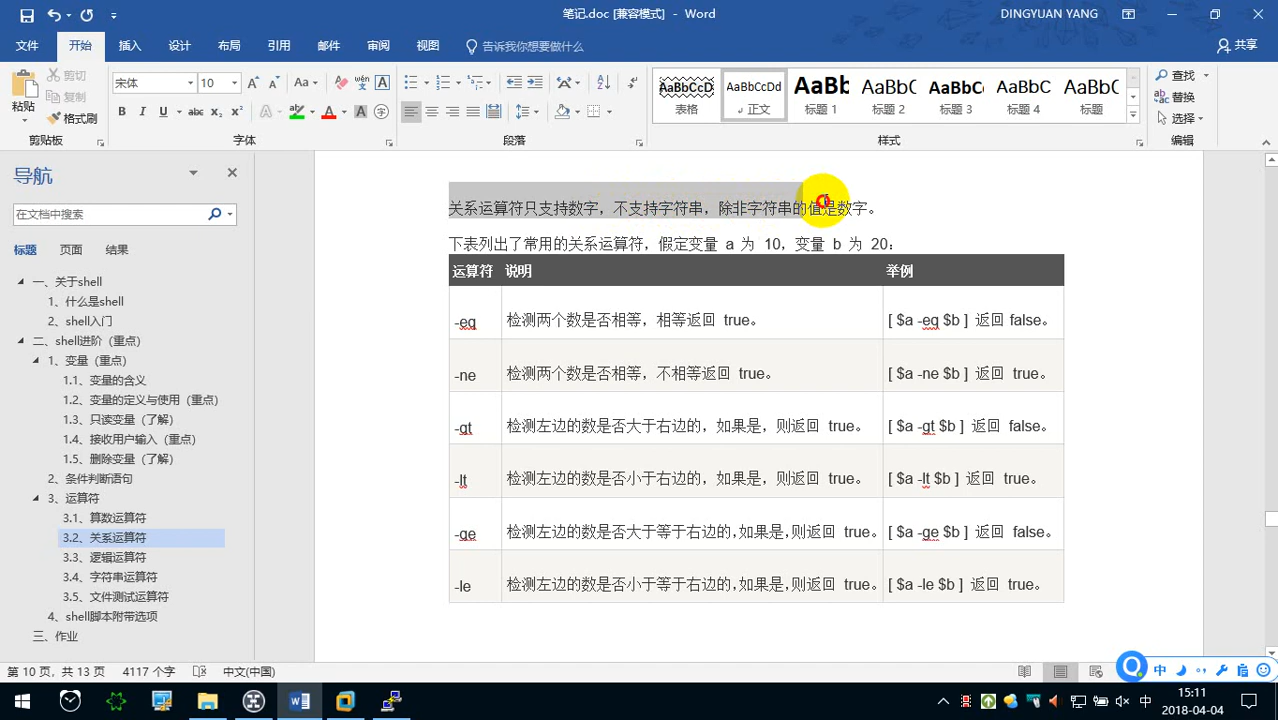 笔记.doc [兼容模式] - Word
DINGYUAN YANG
文件 开始 插入 设计 布局 引用 邮件 审阅 视图 告诉我你想要做什么 共享
粘贴
剪切
复制
格式刷
剪贴板
宋体 10
字体
段落
AaBbCcDd 表格
AaBbCcDd 正文
AaBb 标题 1
AaBbC 标题 2
AaBbC 标题 3
AaBbC 标题 4
AaBbC 标题
样式
查找
替换
选择
编辑
导航
在文档中搜索
标题 页面 结果
一、关于shell
1、什么是shell
2、shell入门
二、shell进阶（重点）
1、变量（重点）
1.1、变量的含义
1.2、变量的定义与使用（重点）
1.3、只读变量（了解）
1.4、接收用户输入（重点）
1.5、删除变量（了解）
2、条件判断语句
3、运算符
3.1、算数运算符
3.2、关系运算符
3.3、逻辑运算符
3.4、字符串运算符
3.5、文件测试运算符
4、shell脚本附带选项
三、作业
关系运算符只支持数字，不支持字符串，除非字符串的值是数字。
下表列出了常用的关系运算符，假定变量 a 为 10，变量 b 为 20：
运算符 说明 举例
-eq 检测两个数是否相等，相等返回 true。 [ $a -eq $b ] 返回 false。
-ne 检测两个数是否相等，不相等返回 true。 [ $a -ne $b ] 返回 true。
-gt 检测左边的数是否大于右边的，如果是，则返回 true。 [ $a -gt $b ] 返回 false。
-lt 检测左边的数是否小于右边的，如果是，则返回 true。 [ $a -lt $b ] 返回 true。
-ge 检测左边的数是否大于等于右边的，如果是，则返回 true。 [ $a -ge $b ] 返回 false。
-le 检测左边的数是否小于等于右边的，如果是，则返回 true。 [ $a -le $b ] 返回 true。
第 10 页，共 13 页 4117 个字 中文(中国)
中
中
15:11
2018-04-04